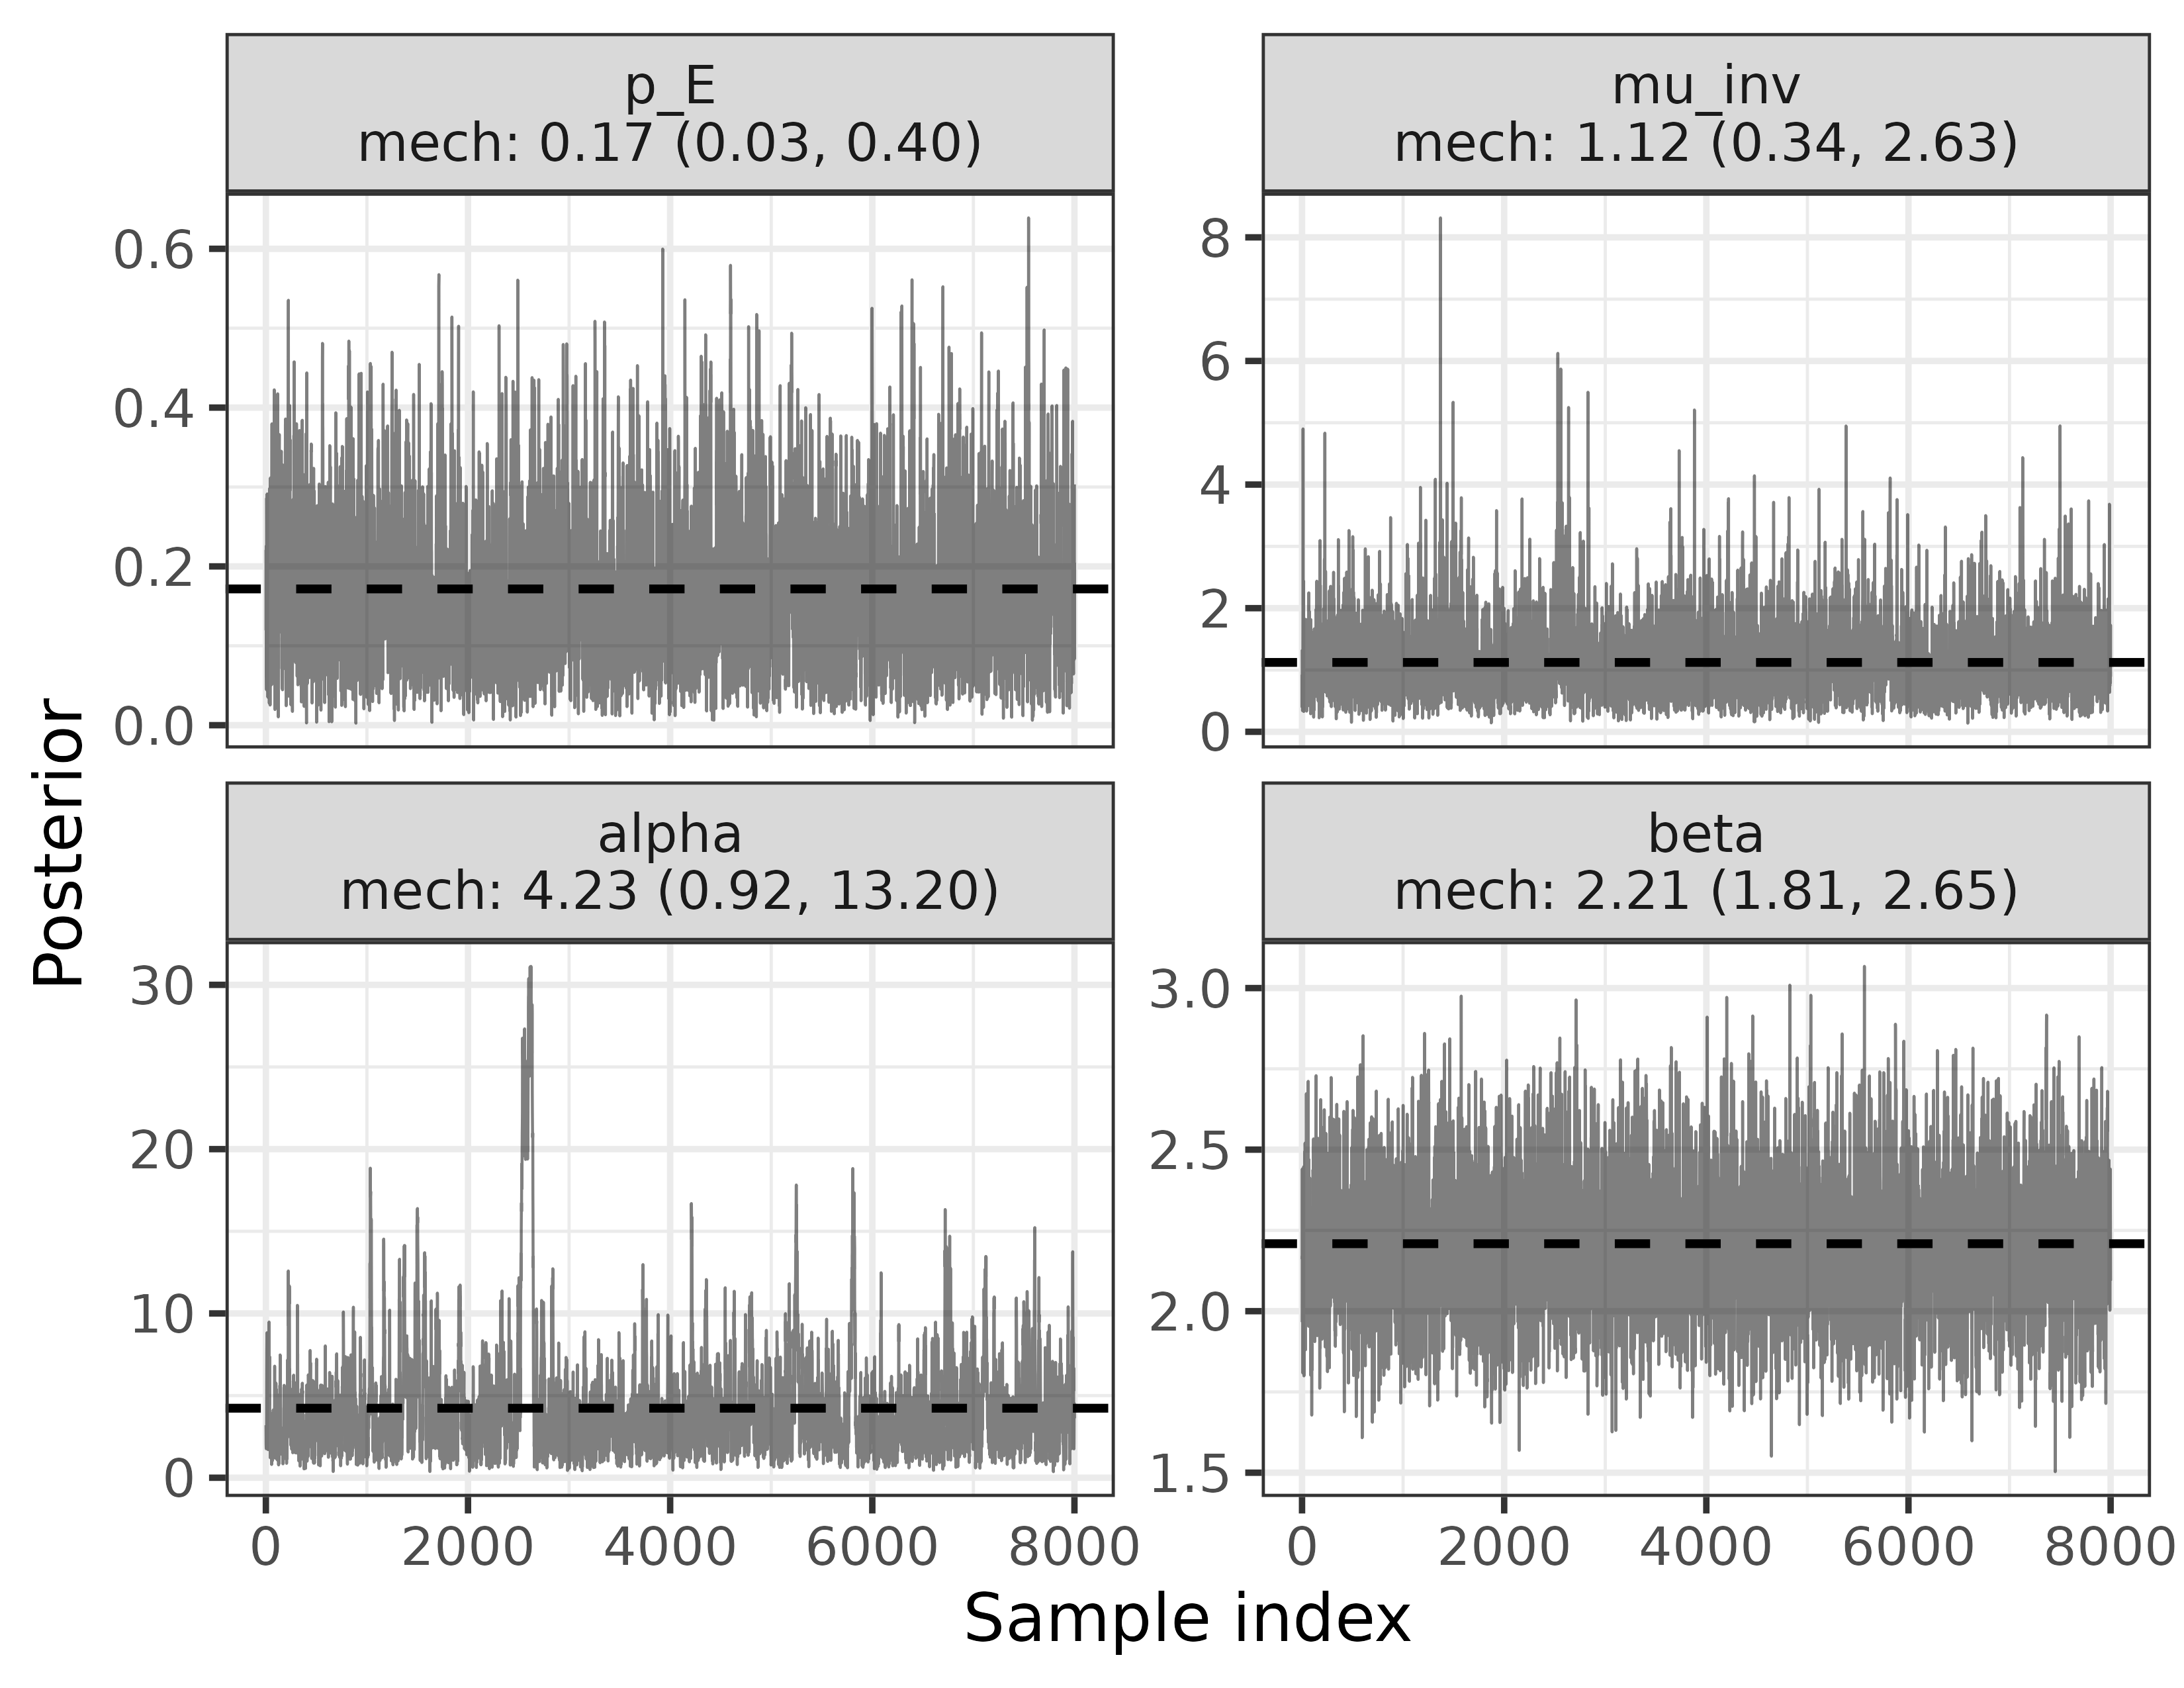 p_E
mech: 0.17 (0.03, 0.40)
mu_inv
mech: 1.12 (0.34, 2.63)
0.6
0.4
0.2
0.0
8
6
4
2
0
alpha
mech: 4.23 (0.92, 13.20)
beta
mech: 2.21 (1.81, 2.65)
30
20
10
0
3.0
2.5
2.0
1.5
0 2000 4000 6000 8000
0 2000 4000 6000 8000
Sample index
Posterior